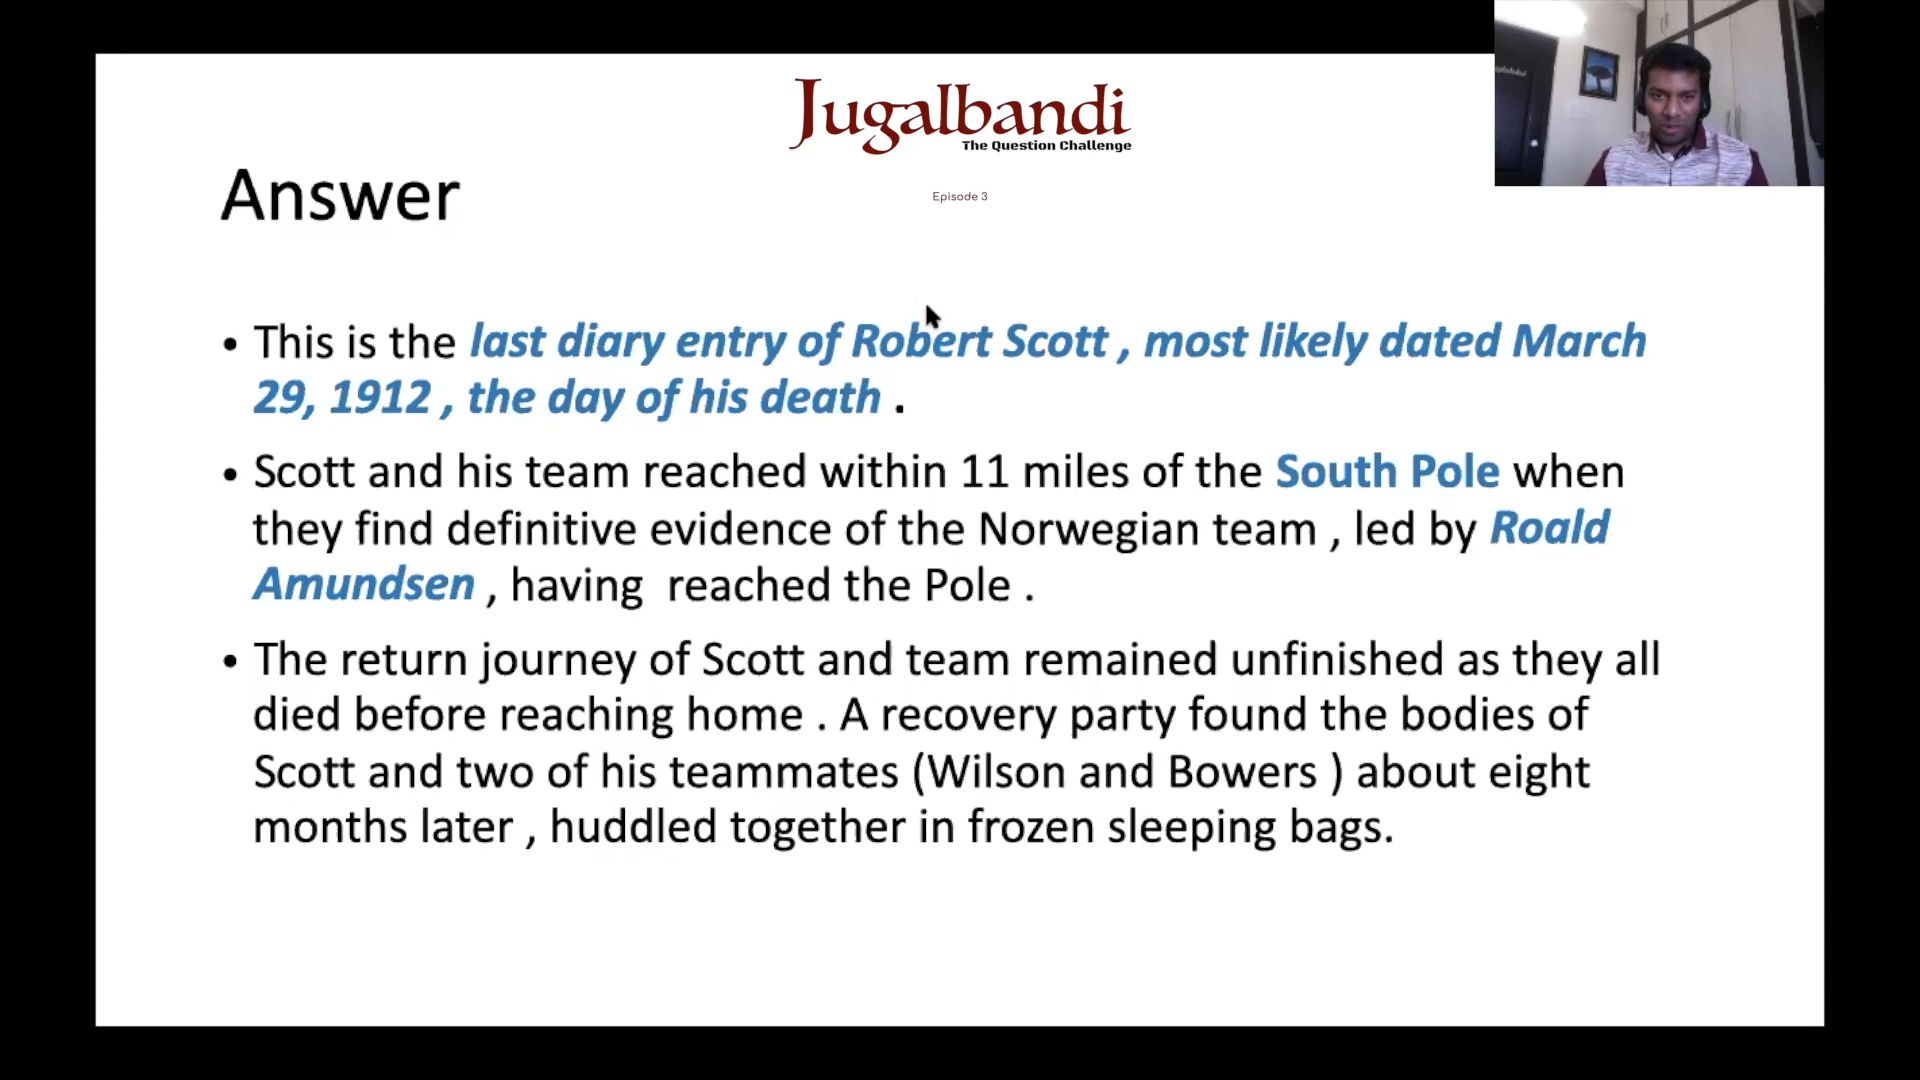 Jugalbandi
The Question Challenge
Episode 3
Answer
• This is the last diary entry of Robert Scott , most likely dated March
29, 1912 , the day of his death .
• Scott and his team reached within 11 miles of the South Pole when
they find definitive evidence of the Norwegian team , led by Roald
Amundsen , having  reached the Pole .
• The return journey of Scott and team remained unfinished as they all
died before reaching home . A recovery party found the bodies of
Scott and two of his teammates (Wilson and Bowers ) about eight
months later , huddled together in frozen sleeping bags.